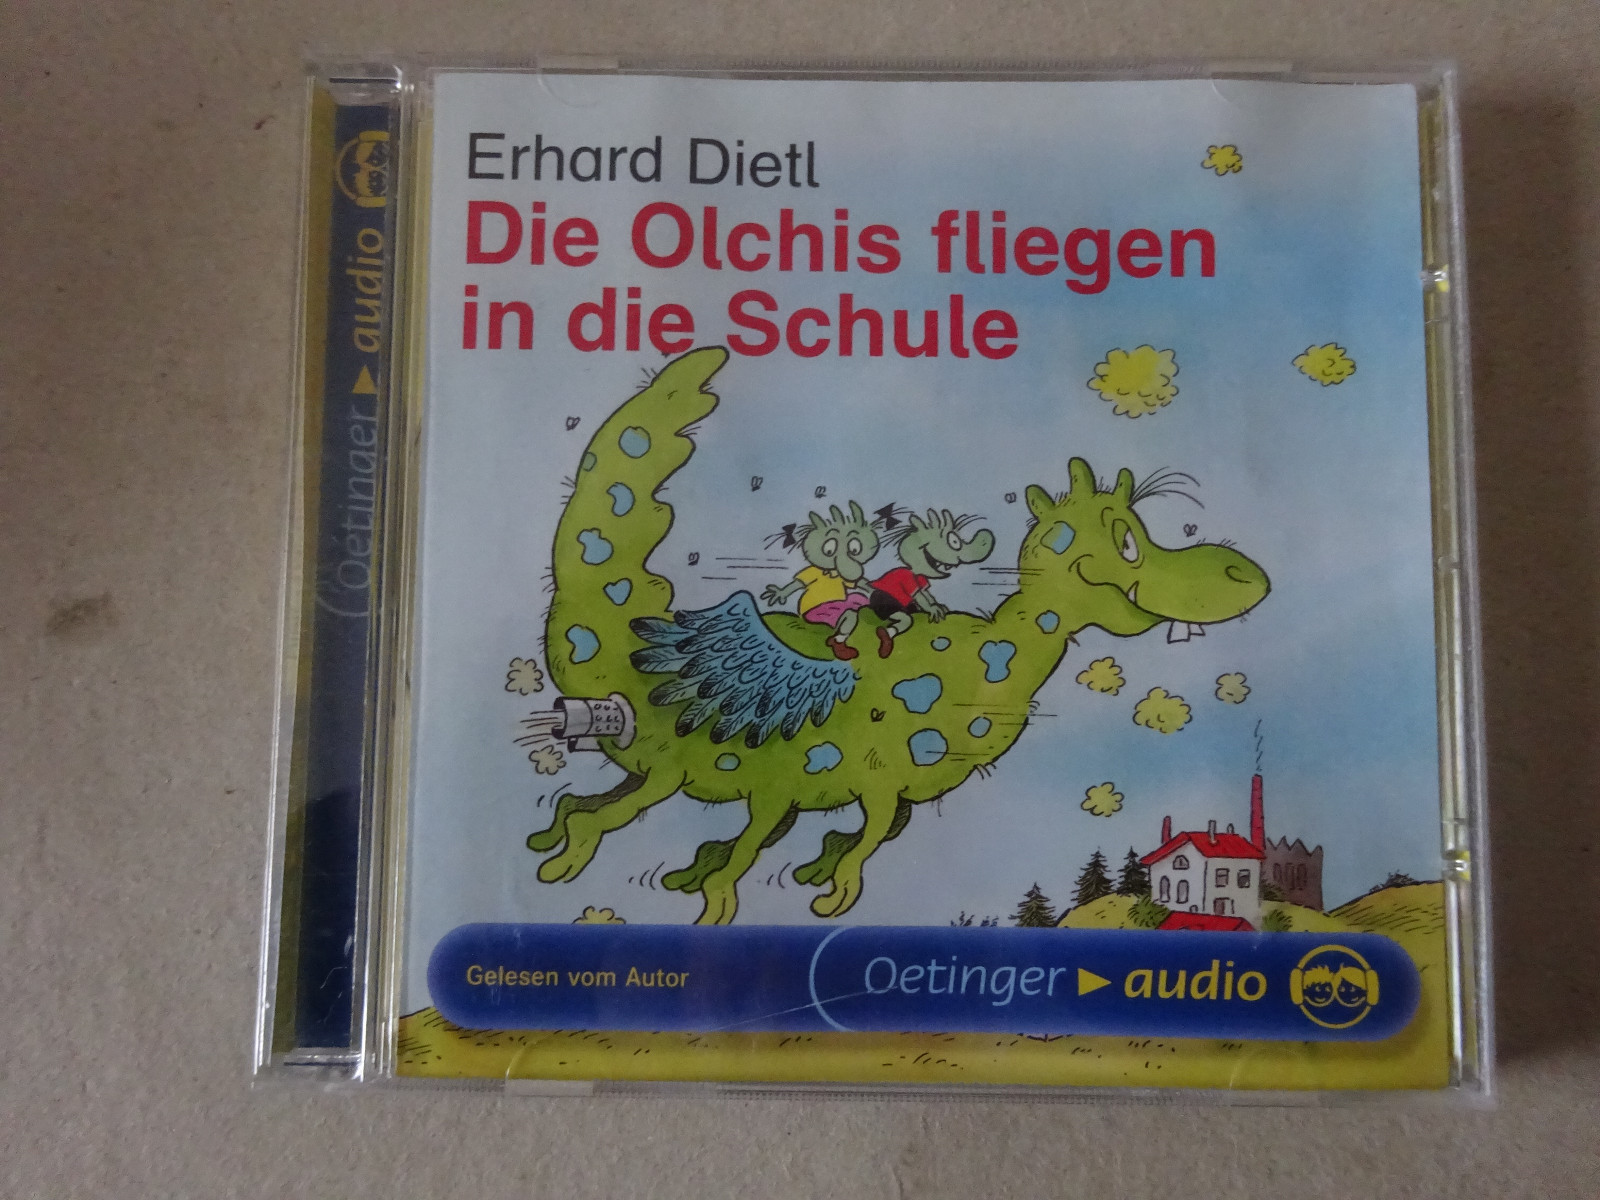 Erhard Dietl
Die Olchis fliegen
in die Schule
Gelesen vom Autor
Oetinger audio
Oetinger audio